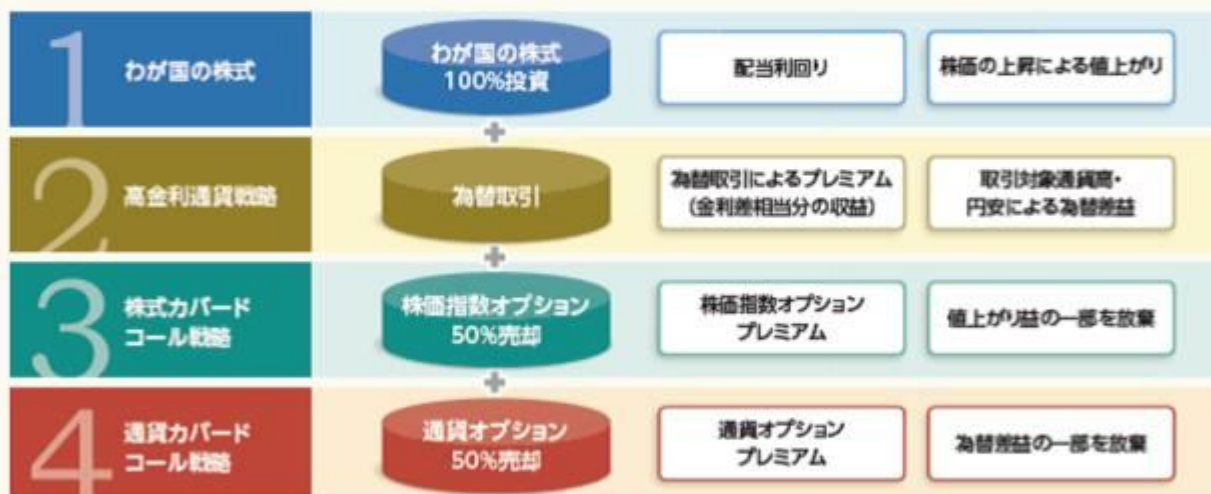 1
わが国の株式
わが国の株式
100%投資
配当利回り
株価の上昇による値上がり
2
高金利通貨戦略
為替取引
為替取引によるプレミアム
(金利差相当分の収益)
取引対象通貨高・
円安による為替差益
3
株式カバード
コール戦略
株価指数オプション
50%売却
株価指数オプション
プレミアム
値上がり益の一部を放棄
4
通貨カバード
コール戦略
通貨オプション
50%売却
通貨オプション
プレミアム
為替差益の一部を放棄